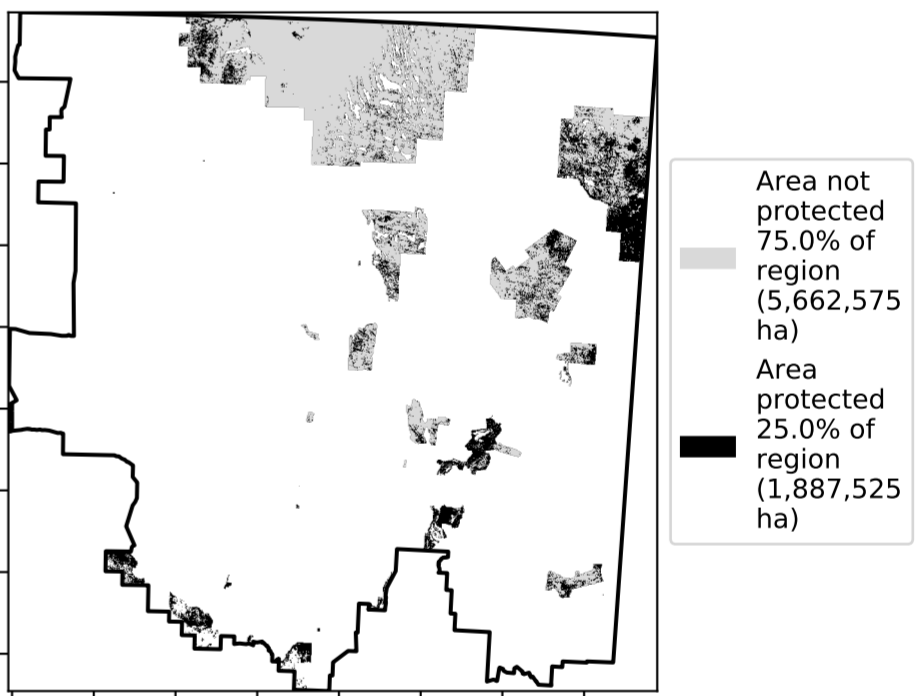 Area not
protected
75.0% of
region
(5,662,575
ha)
Area
protected
25.0% of
region
(1,887,525
ha)